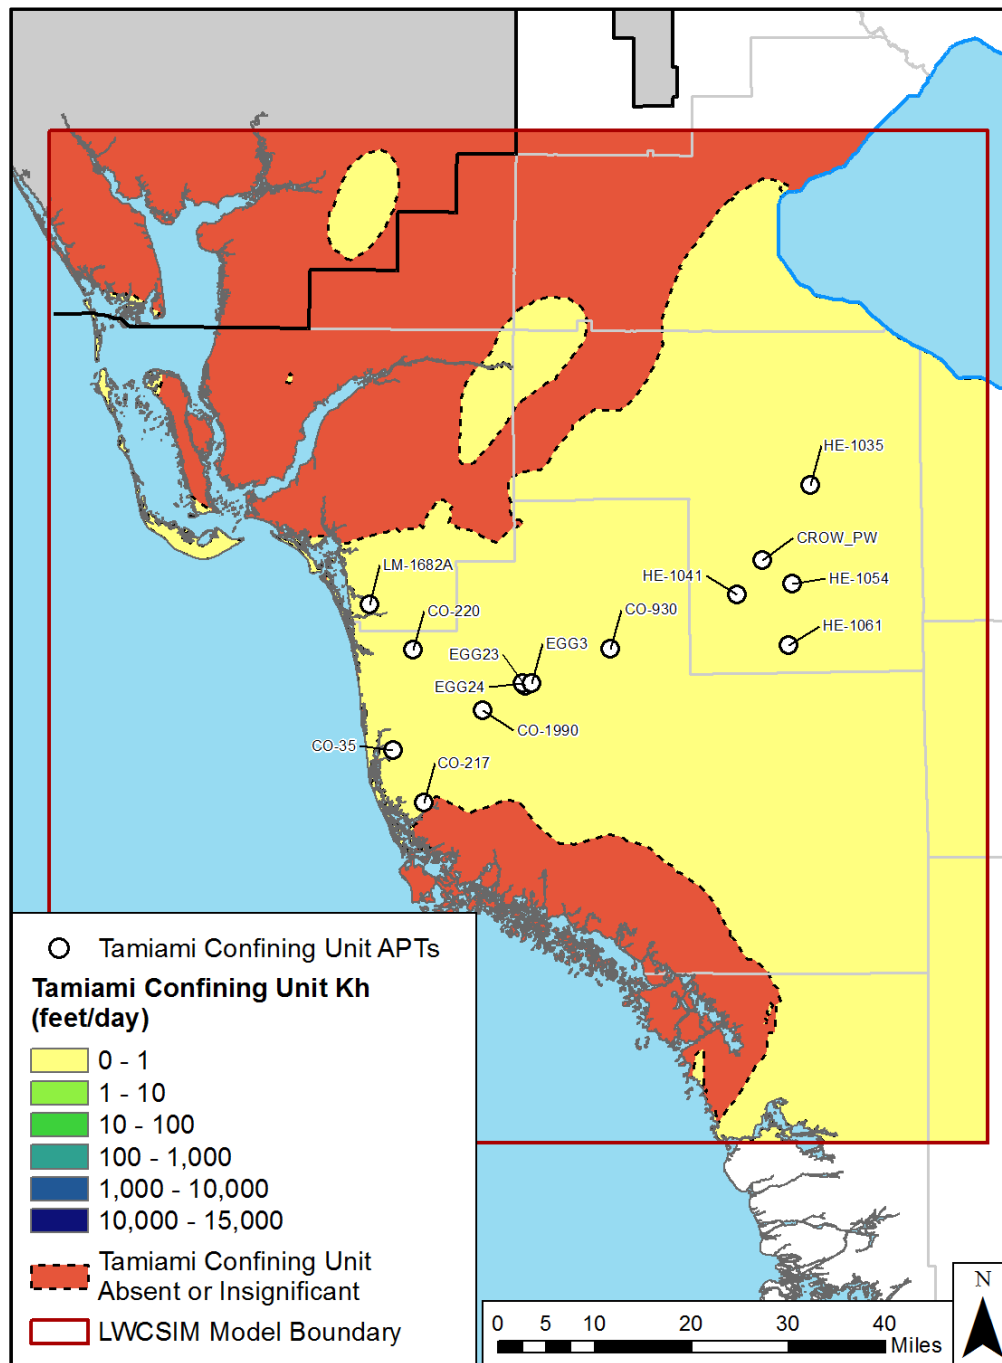 HE-1035
CROW_PW
LM-1682A
HE-1041
HE-1054
CO-220
CO-930
HE-1061
EGG23
EGG3
EGG24
CO-1990
CO-35
CO-217
Tamiami Confining Unit APTs
Tamiami Confining Unit Kh
(feet/day)
0 - 1
1 - 10
10 - 100
100 - 1,000
1,000 - 10,000
10,000 - 15,000
Tamiami Confining Unit
Absent or Insignificant
LWCSIM Model Boundary
0 5 10 20 30 40
Miles
N